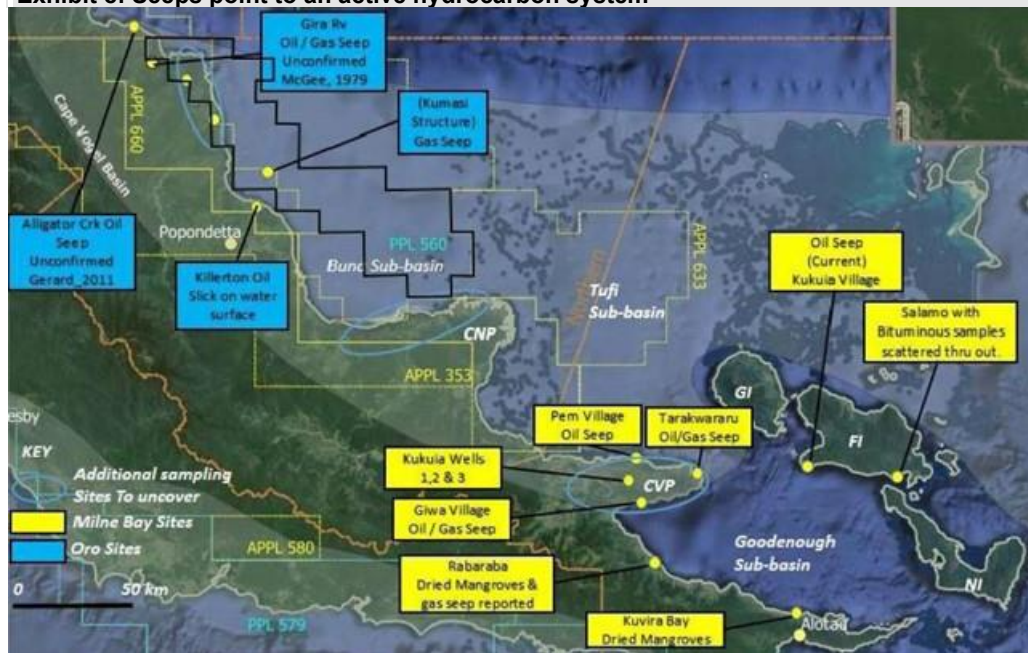 Exhibit 6: Seeps point to an active hydrocarbon system
Gira Rv
Oil / Gas Seep
Unconfirmed
McGee, 1979
(Kumasi
Structure)
Gas Seep
APPL 660
Cape Vogel Basin
Alligator Crk Oil
Seep
Unconfirmed
Gerard_2011
Popondetta
Killerton Oil
Slick on water
surface
PPL 560
Buna Sub-basin
Tufi
Sub-basin
APPL 633
Oil Seep
(Current)
Kukuia Village
Salamo with
Bituminous samples
scattered thru out.
CNP
APPL 353
GI
FI
NI
Pem Village
Oil Seep
Tarakwararu
Oil/Gas Seep
Kukuia Wells
1,2 & 3
CVP
Giwa Village
Oil / Gas Seep
Goodenough
Sub-basin
Rabaraba
Dried Mangroves &
gas seep reported
Kuvira Bay
Dried Mangroves
Alotau
esby
KEY
Additional sampling
Sites To uncover
Milne Bay Sites
Oro Sites
0 50 km
APPL 580
PPL 579